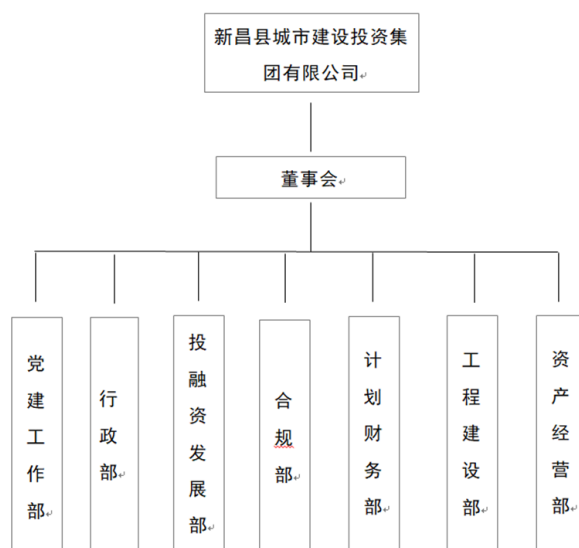 新昌县城市建设投资集
团有限公司
董事会
党建工作部
行政部
投融资发展部
合规部
计划财务部
工程建设部
资产经营部